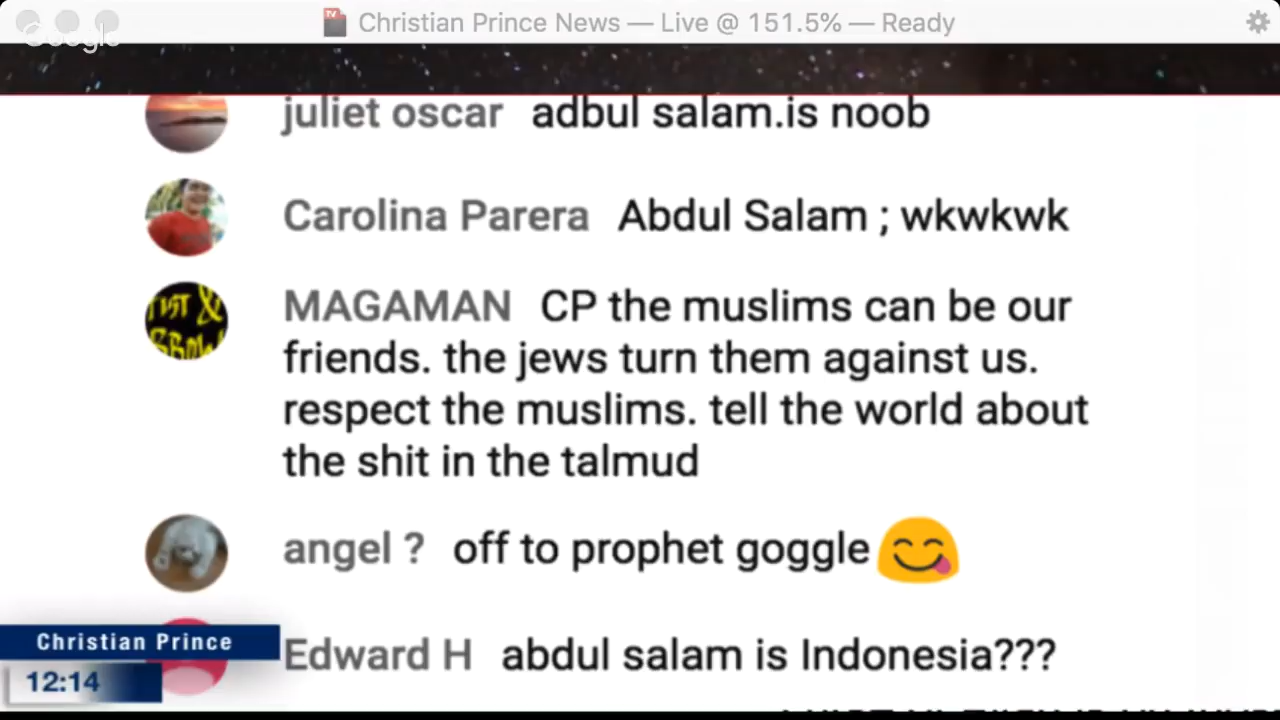 Christian Prince News — Live @ 151.5% — Ready
Google
juliet oscar adbul salam.is noob
Carolina Parera Abdul Salam ; wkwkwk
MAGAMAN CP the muslims can be our
friends. the jews turn them against us.
respect the muslims. tell the world about
the shit in the talmud
angel ? off to prophet goggle
Edward H abdul salam is Indonesia???
Christian Prince
12:14